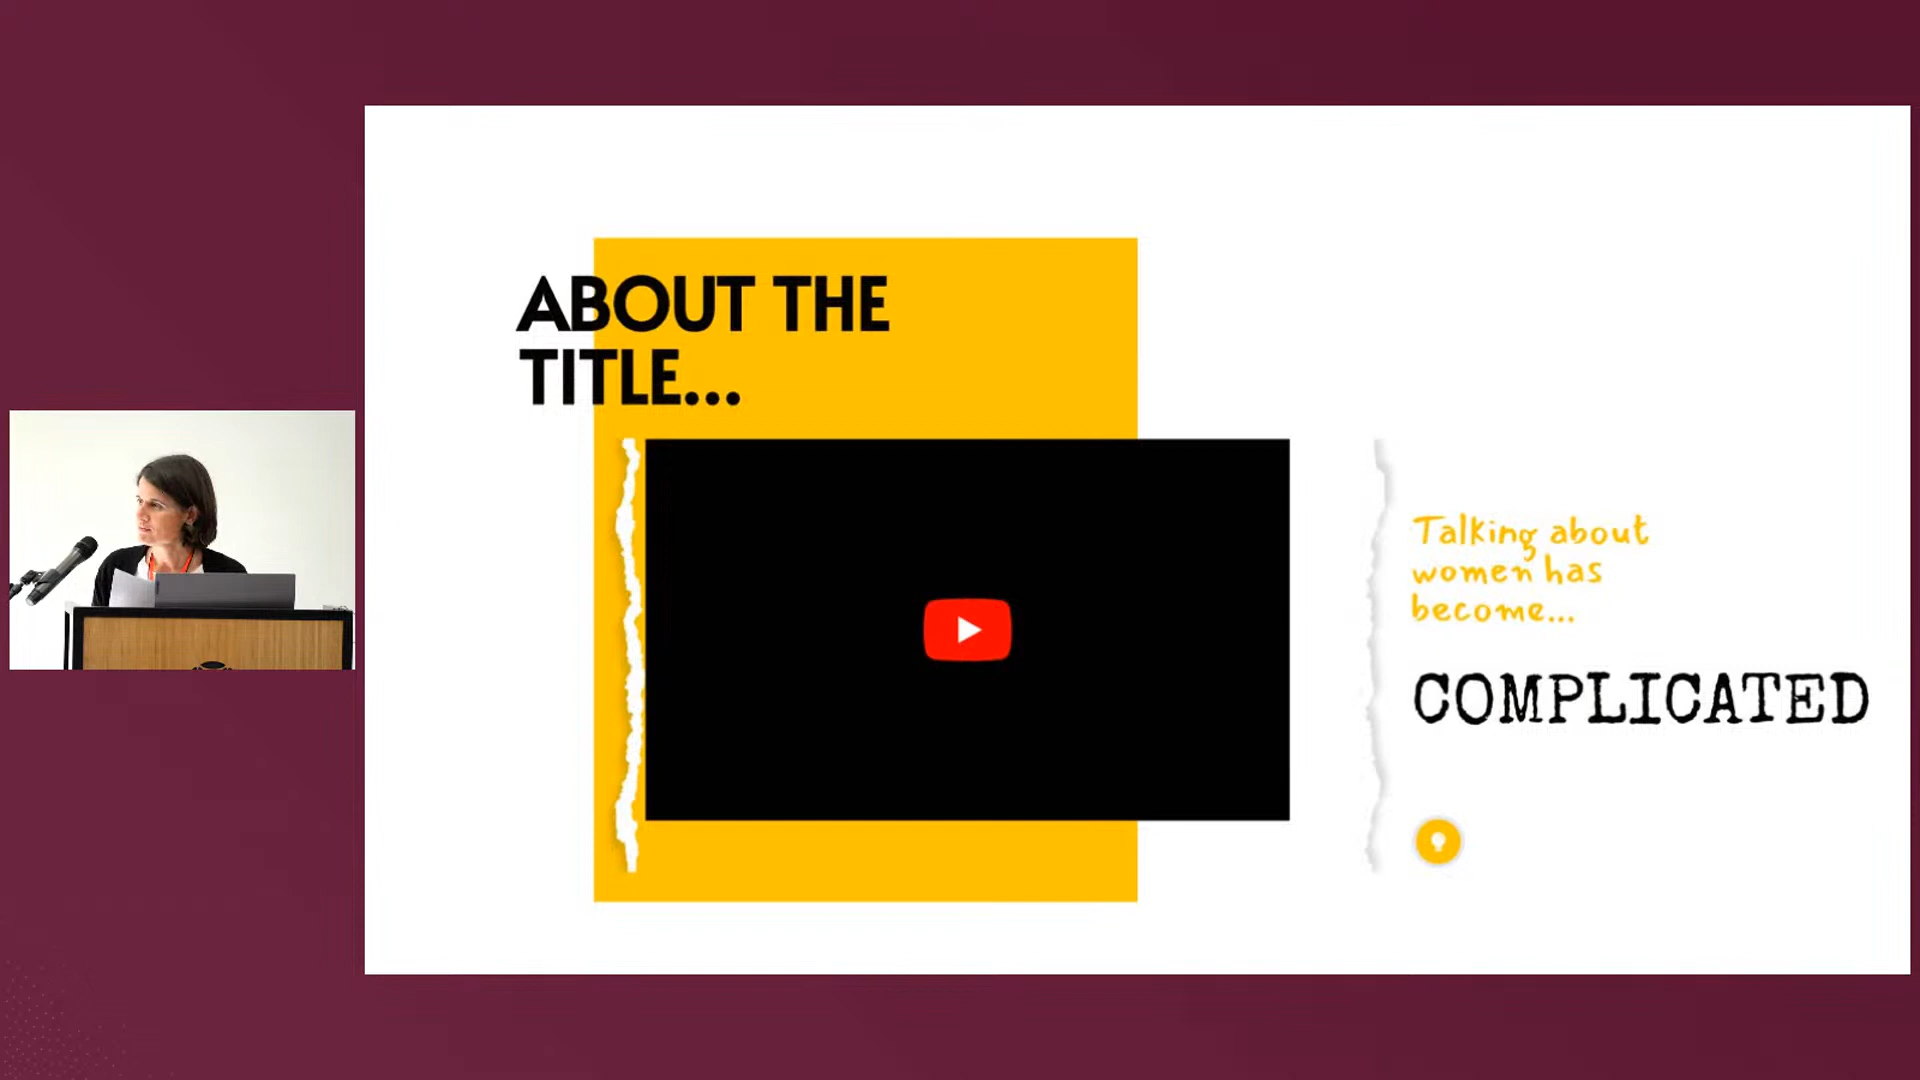 ABOUT THE
TITLE...
Talking about
women has
become...
COMPLICATED